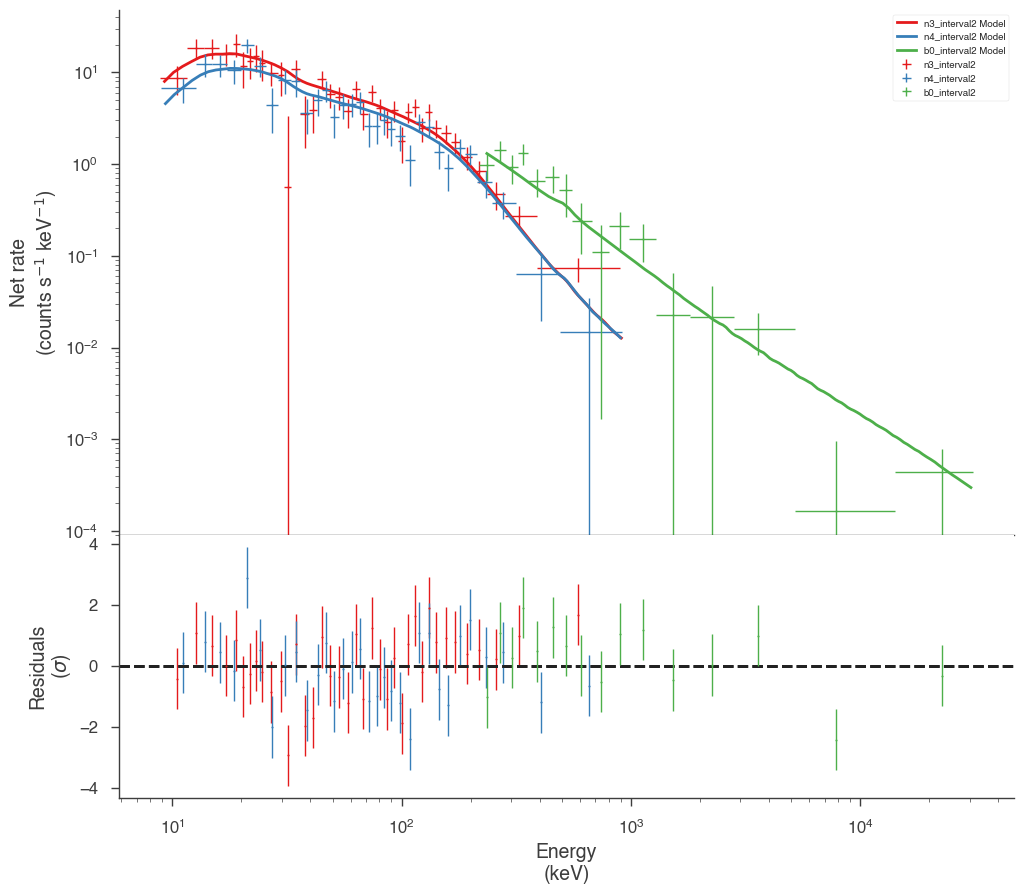 n3_interval2 Model
n4_interval2 Model
b0_interval2 Model
n3_interval2
n4_interval2
b0_interval2
Net rate
(counts s⁻¹ keV⁻¹)
10¹
10⁰
10⁻¹
10⁻²
10⁻³
10⁻⁴
Residuals
(σ)
4
2
0
−2
−4
10¹ 10² 10³ 10⁴
Energy
(keV)